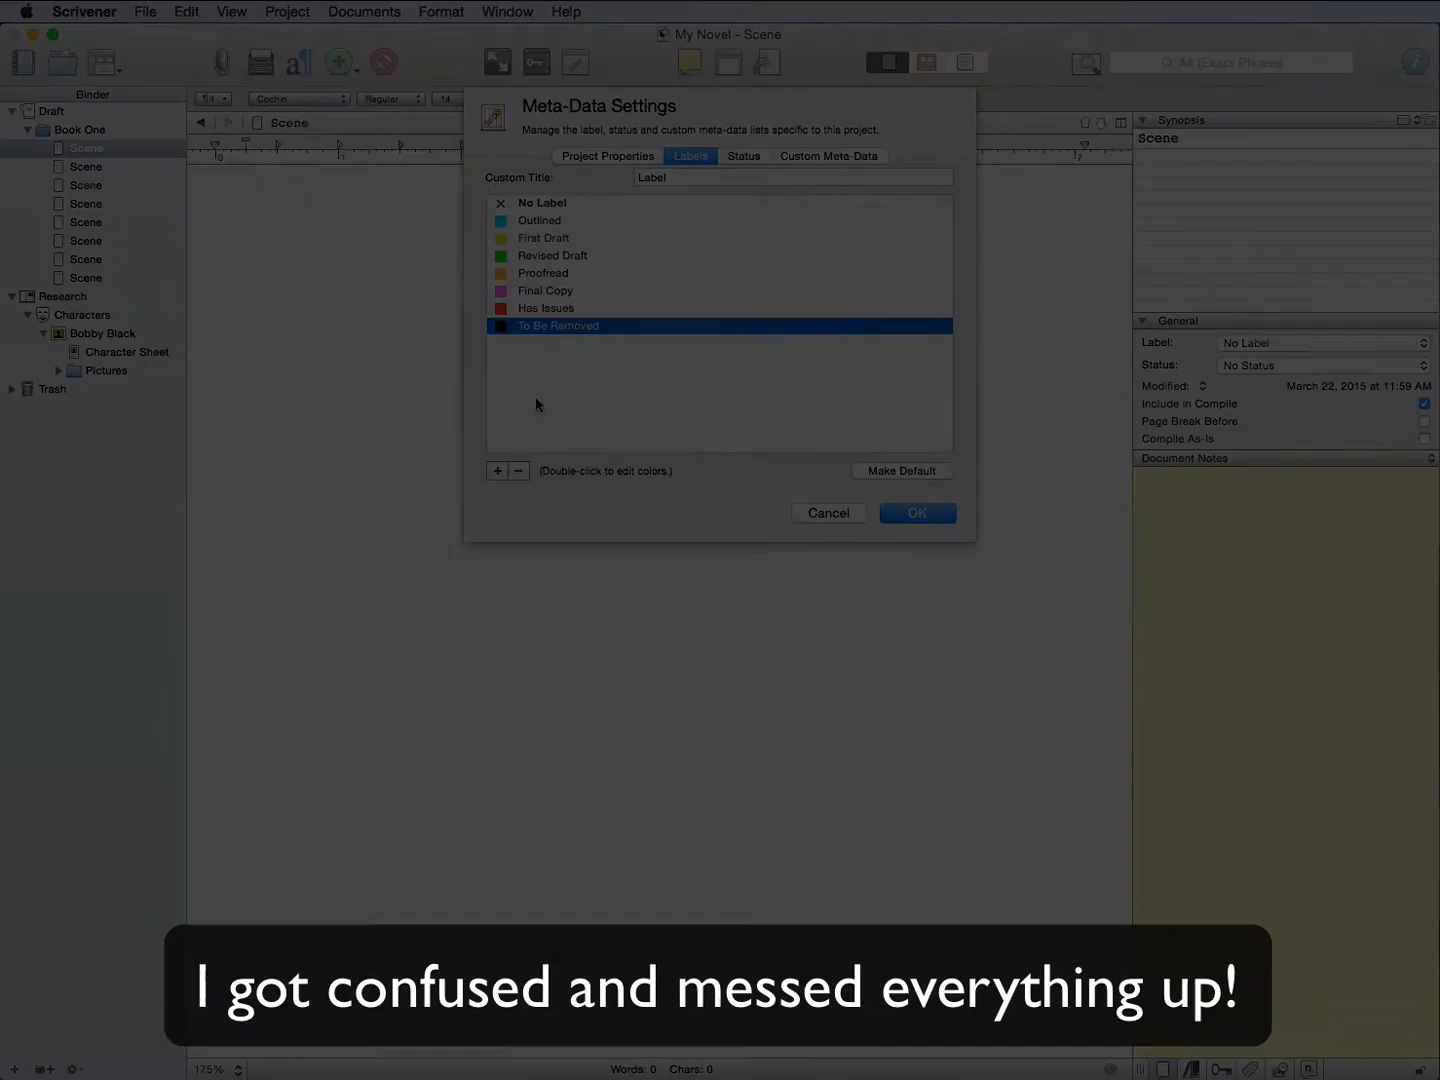 Scrivener File Edit View Project Documents Format Window Help
My Novel - Scene
All (Exact Phrase)
Binder
Draft
Book One
Scene
Scene
Scene
Scene
Scene
Scene
Scene
Scene
Research
Characters
Bobby Black
Character Sheet
Pictures
Trash
Cochin Regular 14
Scene
Meta-Data Settings
Manage the label, status and custom meta-data lists specific to this project.
Project Properties Labels Status Custom Meta-Data
Custom Title: Label
No Label
Outlined
First Draft
Revised Draft
Proofread
Final Copy
Has Issues
To Be Removed
+ − (Double-click to edit colors.) Make Default
Cancel OK
Synopsis
Scene
General
Label: No Label
Status: No Status
Modified: March 22, 2015 at 11:59 AM
Include in Compile
Page Break Before
Compile As-Is
Document Notes
I got confused and messed everything up!
175% Words: 0 Chars: 0